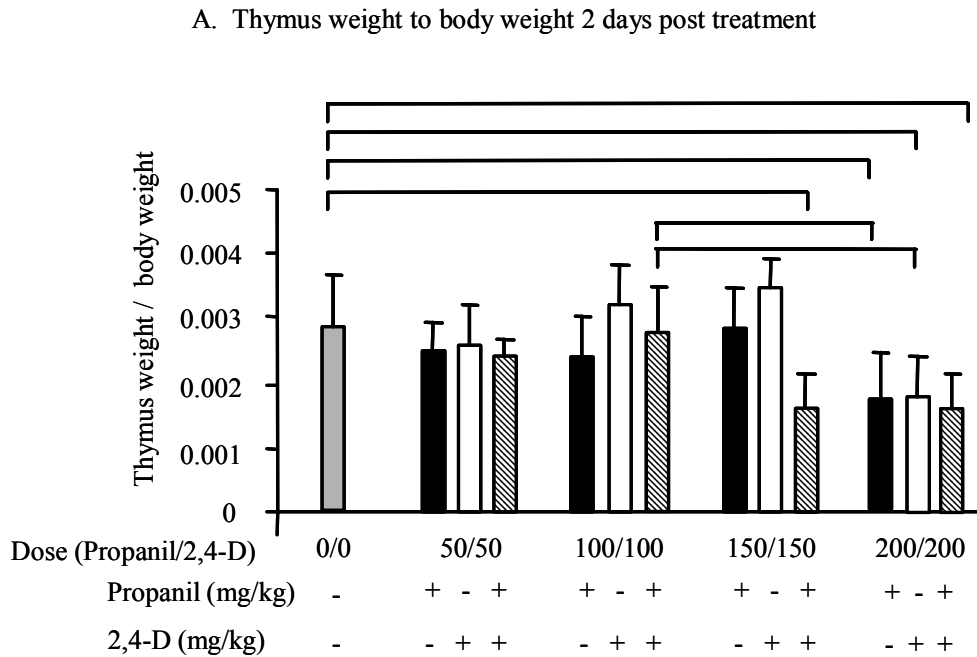 A. Thymus weight to body weight 2 days post treatment
Thymus weight / body weight
0.005
0.004
0.003
0.002
0.001
0
Dose (Propanil/2,4-D) 0/0 50/50 100/100 150/150 200/200
Propanil (mg/kg) - + - + + - + + - + + - +
2,4-D (mg/kg) - - + + - + + - + + - + +